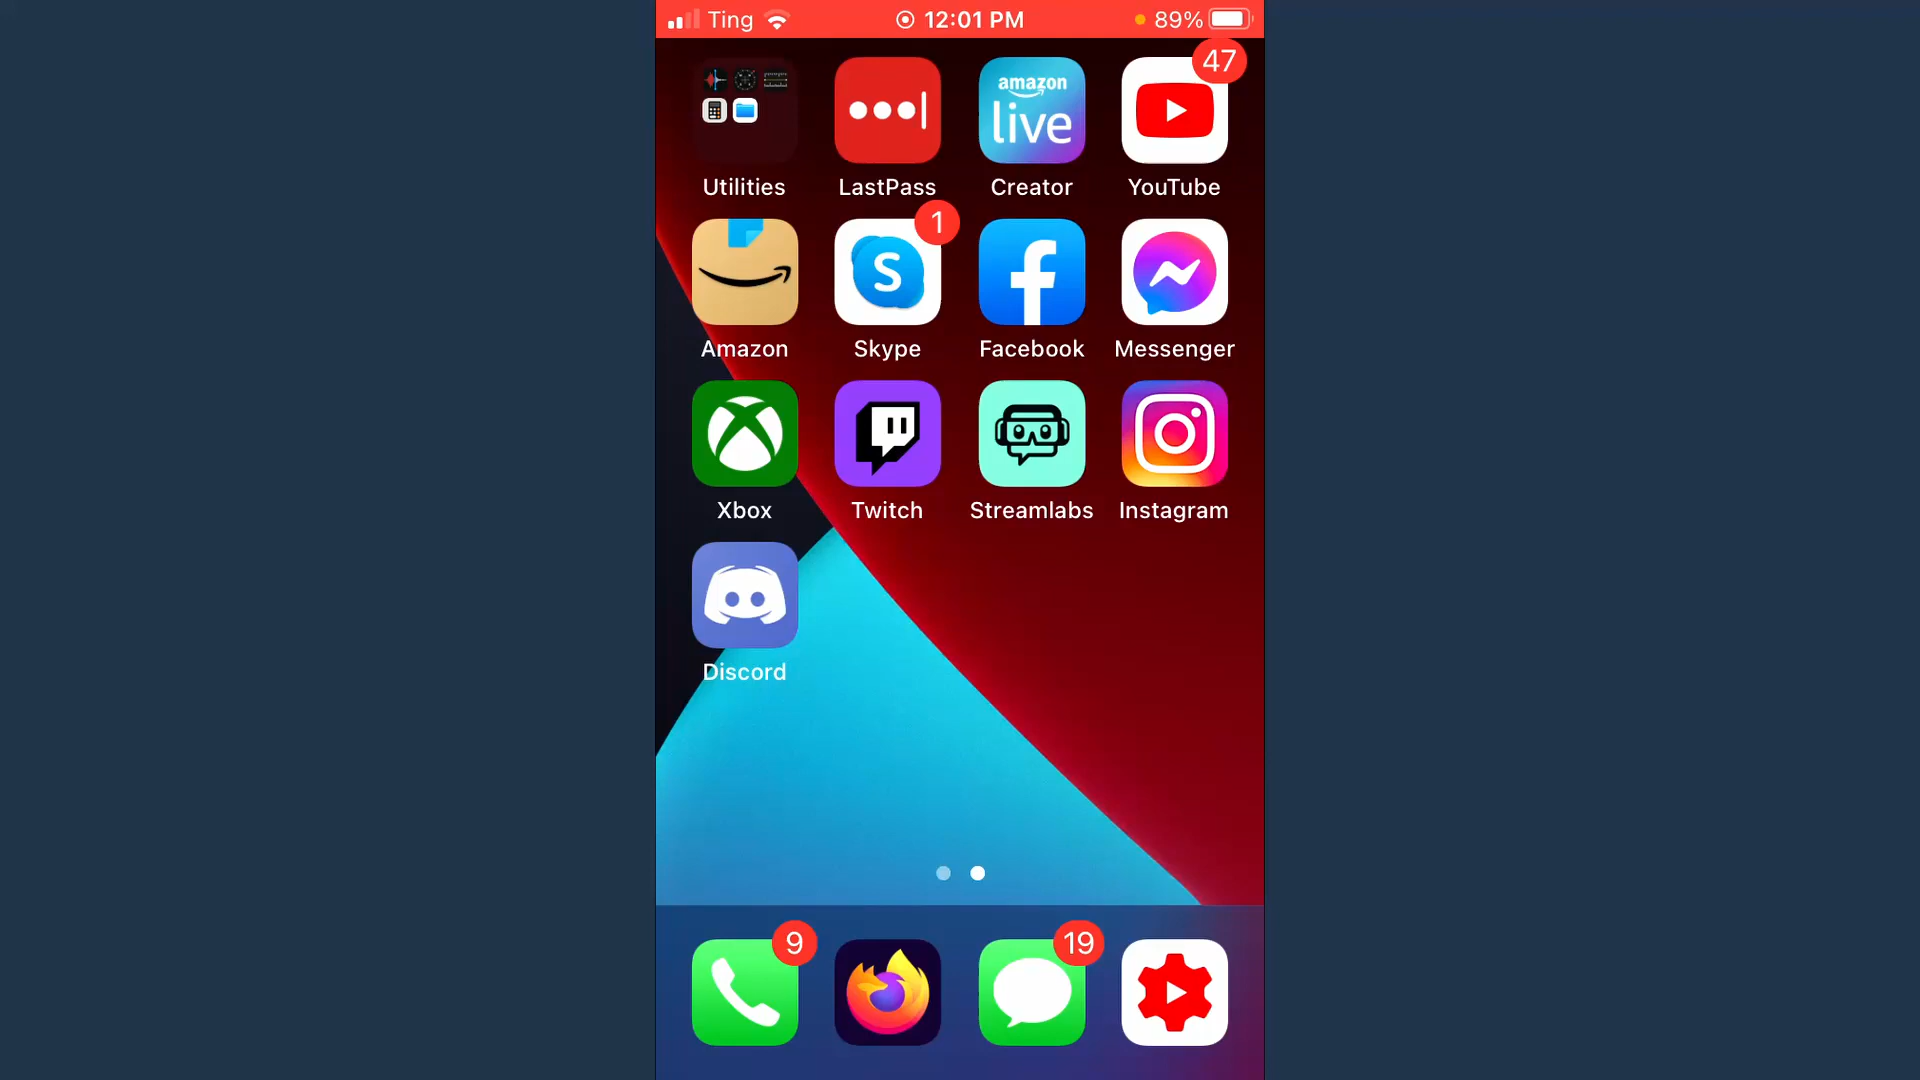 Ting 12:01 PM 89%
47
amazon
live
Utilities LastPass Creator YouTube
1
S
Amazon Skype Facebook Messenger
Xbox Twitch Streamlabs Instagram
Discord
9 19